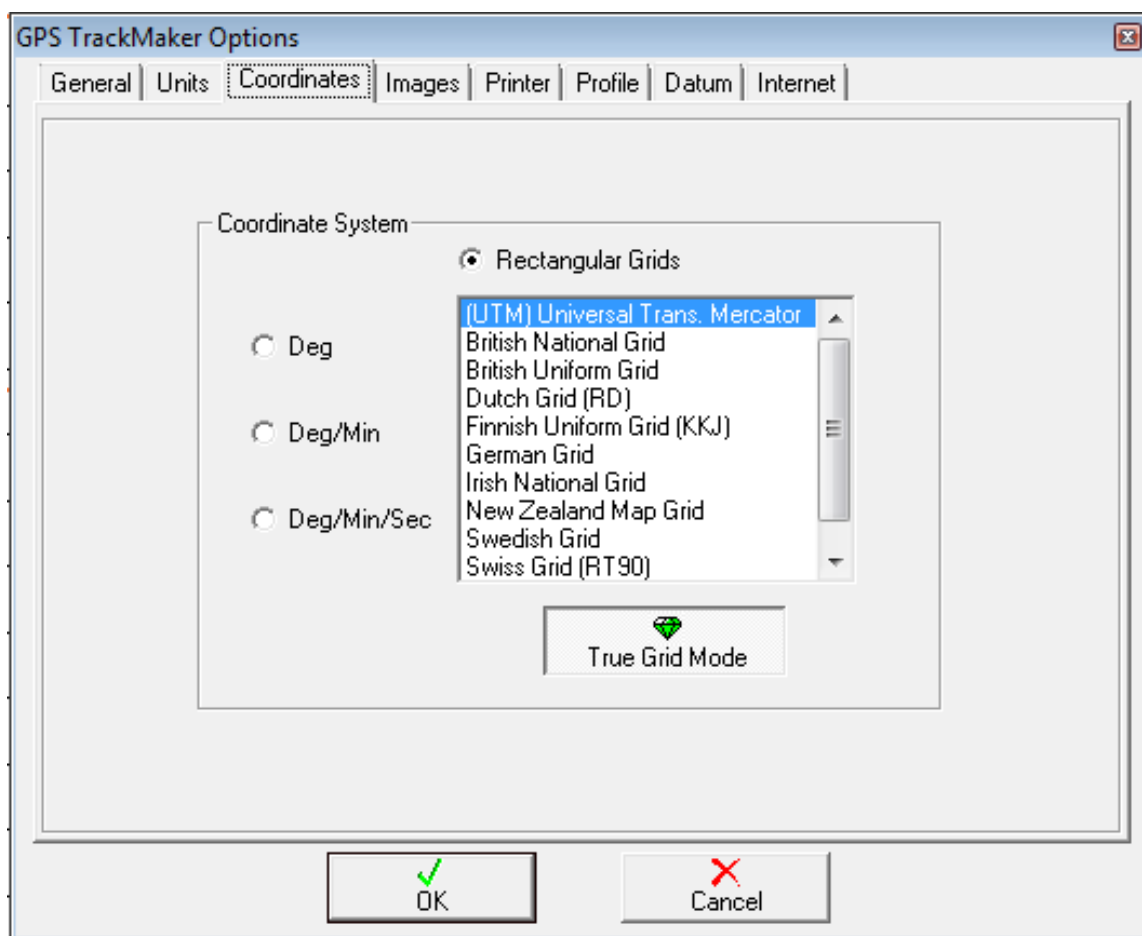 GPS TrackMaker Options
General Units Coordinates Images Printer Profile Datum Internet
Coordinate System
Rectangular Grids
(UTM) Universal Trans. Mercator
British National Grid
British Uniform Grid
Dutch Grid (RD)
Finnish Uniform Grid (KKJ)
German Grid
Irish National Grid
New Zealand Map Grid
Swedish Grid
Swiss Grid (RT90)
Deg
Deg/Min
Deg/Min/Sec
True Grid Mode
OK
Cancel